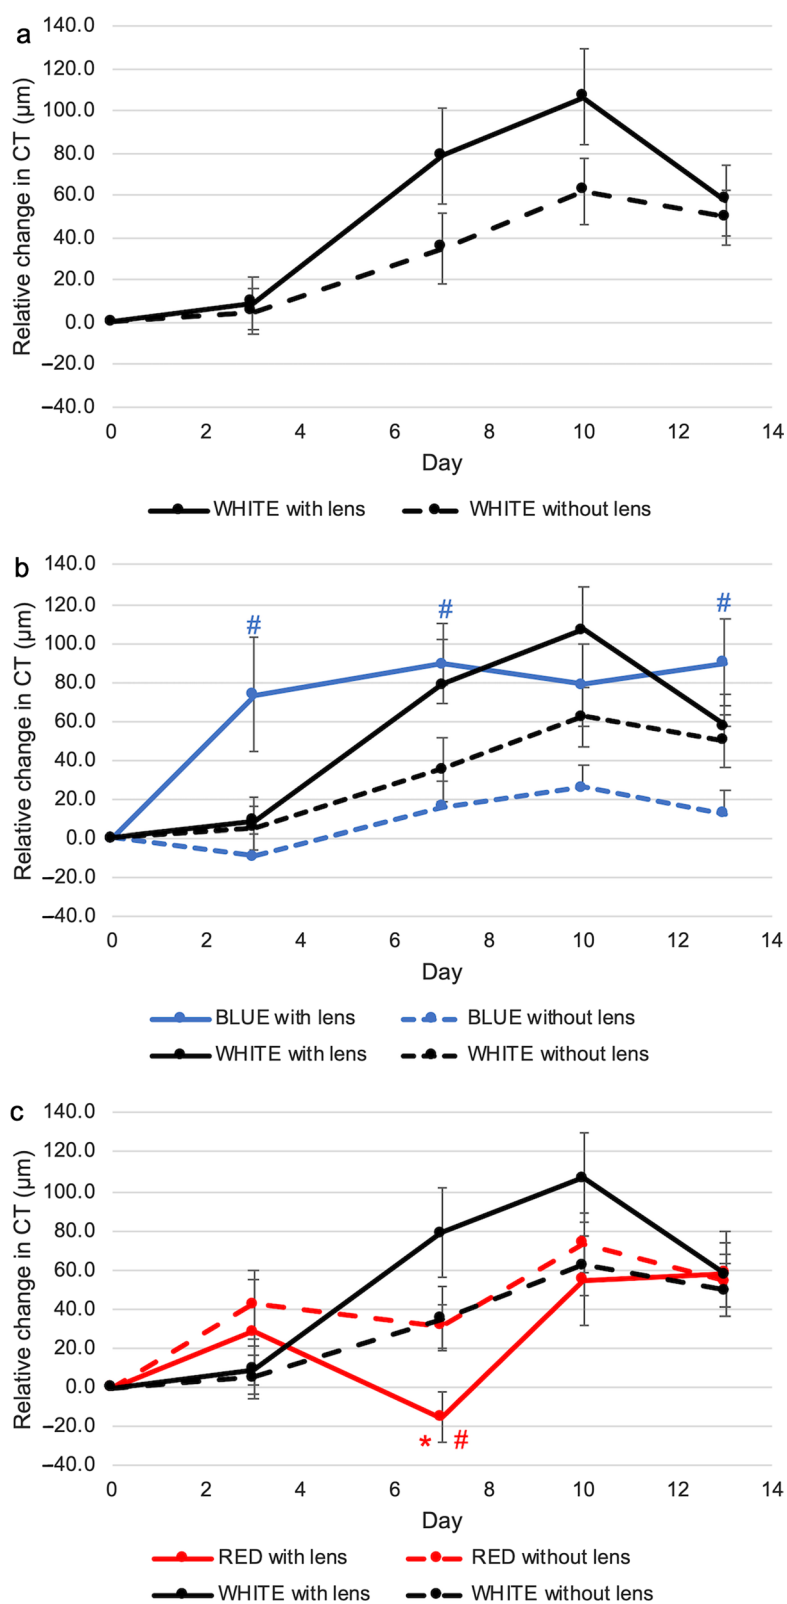 a
Relative change in CT (μm)
140.0
120.0
100.0
80.0
60.0
40.0
20.0
0.0
–20.0
–40.0
0 2 4 6 8 10 12 14
Day
WHITE with lens WHITE without lens
b
Relative change in CT (μm)
140.0
120.0
100.0
80.0
60.0
40.0
20.0
0.0
–20.0
–40.0
# # #
0 2 4 6 8 10 12 14
Day
BLUE with lens BLUE without lens
WHITE with lens WHITE without lens
c
Relative change in CT (μm)
140.0
120.0
100.0
80.0
60.0
40.0
20.0
0.0
–20.0
–40.0
* #
0 2 4 6 8 10 12 14
Day
RED with lens RED without lens
WHITE with lens WHITE without lens